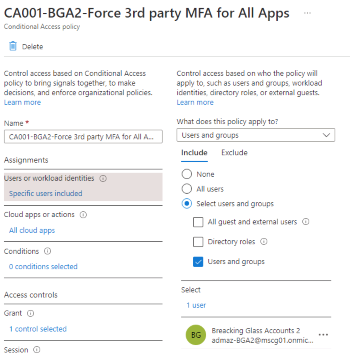 CA001-BGA2-Force 3rd party MFA for All Apps ...
Conditional Access policy
Delete
Control access based on Conditional Access
policy to bring signals together, to make
decisions, and enforce organizational policies.
Learn more
Name *
CA001-BGA2-Force 3rd party MFA for All A...
Assignments
Users or workload identities
Specific users included
Cloud apps or actions
All cloud apps
Conditions
0 conditions selected
Access controls
Grant
1 control selected
Session
Control access based on who the policy will
apply to, such as users and groups, workload
identities, directory roles, or external guests.
Learn more
What does this policy apply to?
Users and groups
Include Exclude
None
All users
Select users and groups
All guest and external users
Directory roles
Users and groups
Select
1 user
BG
Breacking Glass Accounts 2
admaz-BGA2@mscg01.onmic...